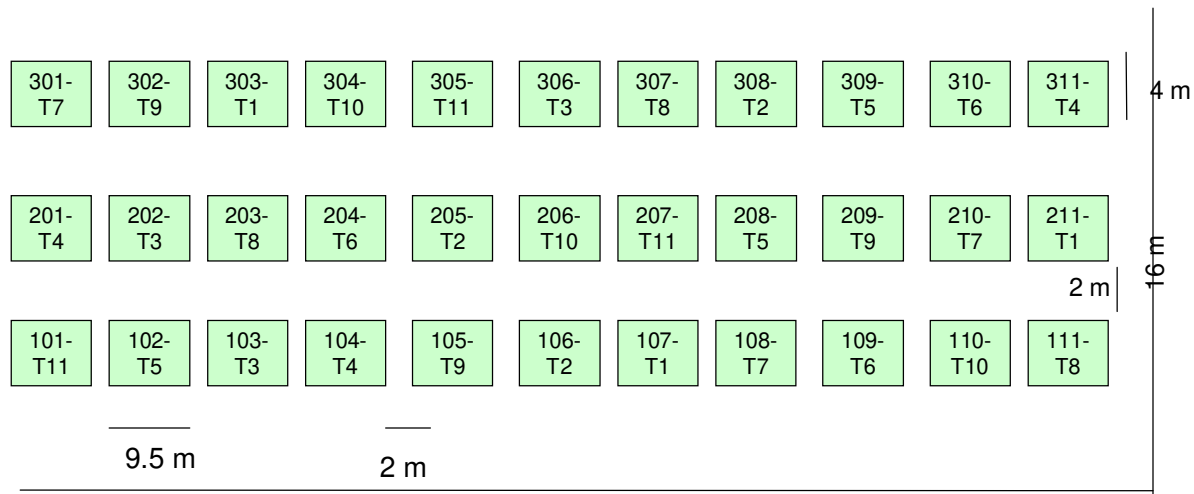 301- 302- 303- 304- 305- 306- 307- 308- 309- 310- 311-
T7 T9 T1 T10 T11 T3 T8 T2 T5 T6 T4
4 m
201- 202- 203- 204- 205- 206- 207- 208- 209- 210- 211-
T4 T3 T8 T6 T2 T10 T11 T5 T9 T7 T1
16 m
2 m
101- 102- 103- 104- 105- 106- 107- 108- 109- 110- 111-
T11 T5 T3 T4 T9 T2 T1 T7 T6 T10 T8
9.5 m
2 m